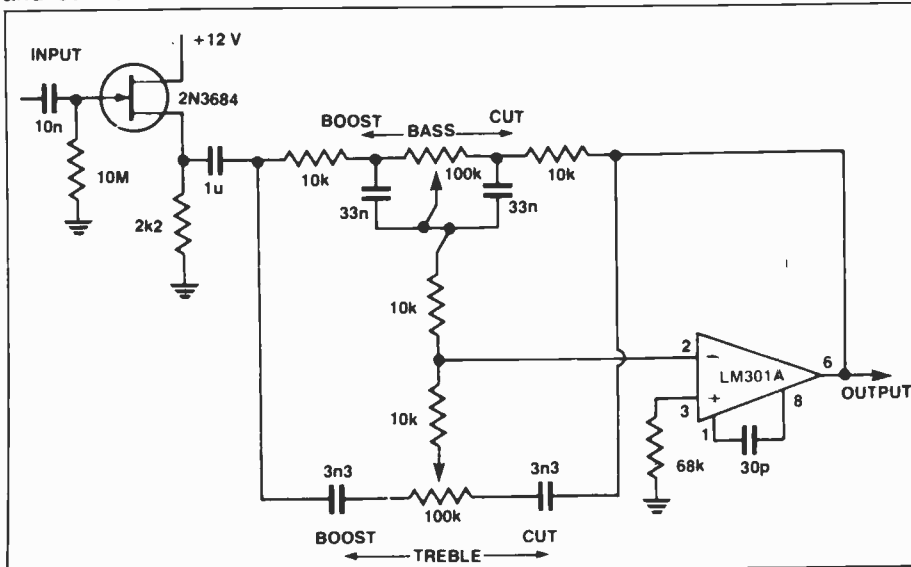 +12 V
INPUT
2N3684
10n
10M
2k2
1u
BOOST BASS CUT
10k
100k
10k
33n
33n
10k
10k
2
6
LM301A
3
8
1
OUTPUT
68k
30p
3n3
3n3
100k
BOOST
CUT
TREBLE